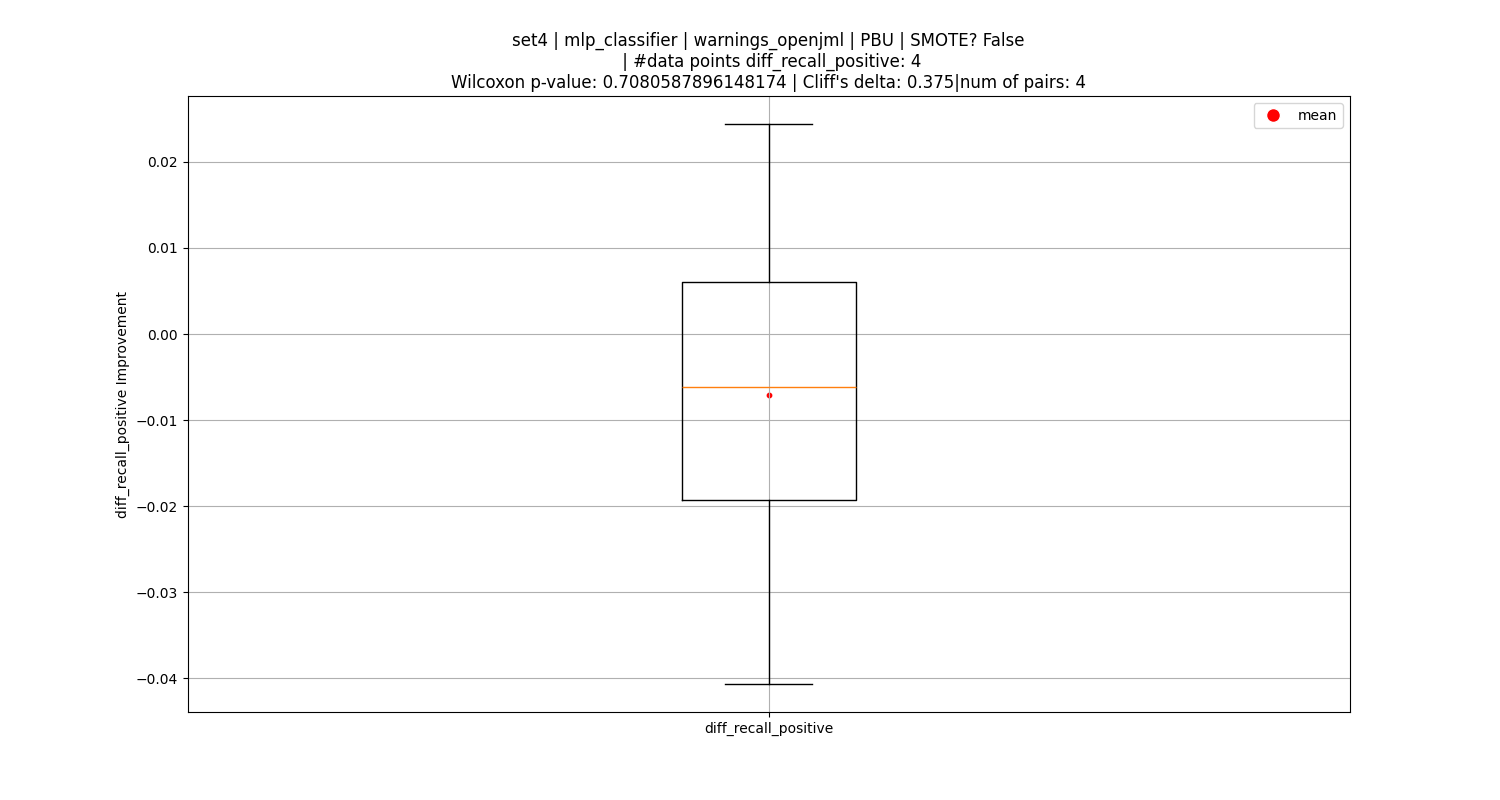 set4 | mlp_classifier | warnings_openjml | PBU | SMOTE? False
| #data points diff_recall_positive: 4
Wilcoxon p-value: 0.7080587896148174 | Cliff's delta: 0.375|num of pairs: 4
mean
0.02
0.01
0.00
−0.01
−0.02
−0.03
−0.04
diff_recall_positive Improvement
diff_recall_positive